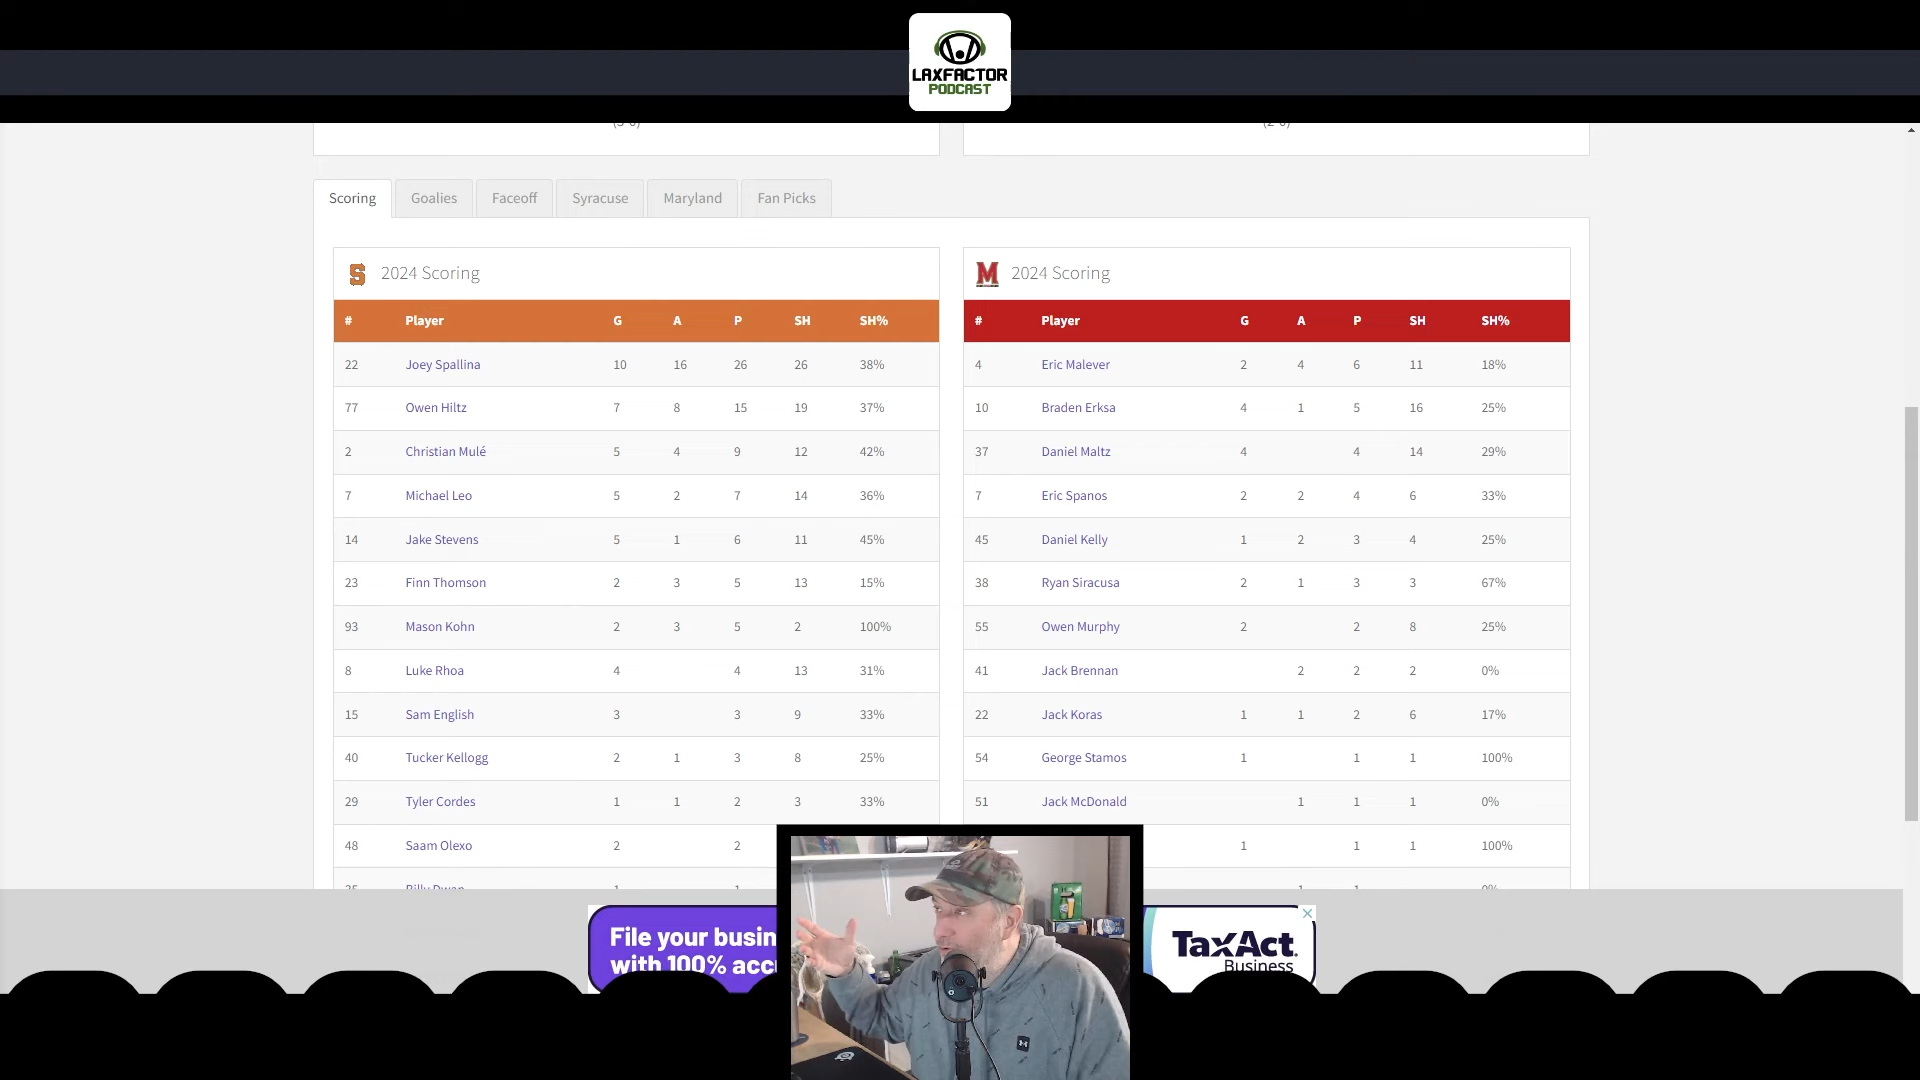 LAXFACTOR
PODCAST
Scoring Goalies Faceoff Syracuse Maryland Fan Picks
S 2024 Scoring
# Player G A P SH SH%
22 Joey Spallina 10 16 26 26 38%
77 Owen Hiltz 7 8 15 19 37%
2 Christian Mulé 5 4 9 12 42%
7 Michael Leo 5 2 7 14 36%
14 Jake Stevens 5 1 6 11 45%
23 Finn Thomson 2 3 5 13 15%
93 Mason Kohn 2 3 5 2 100%
8 Luke Rhoa 4 4 13 31%
15 Sam English 3 3 9 33%
40 Tucker Kellogg 2 1 3 8 25%
29 Tyler Cordes 1 1 2 3 33%
48 Saam Olexo 2 2
M 2024 Scoring
# Player G A P SH SH%
4 Eric Malever 2 4 6 11 18%
10 Braden Erksa 4 1 5 16 25%
37 Daniel Maltz 4 4 14 29%
7 Eric Spanos 2 2 4 6 33%
45 Daniel Kelly 1 2 3 4 25%
38 Ryan Siracusa 2 1 3 3 67%
55 Owen Murphy 2 2 8 25%
41 Jack Brennan 2 2 2 0%
22 Jack Koras 1 1 2 6 17%
54 George Stamos 1 1 1 100%
51 Jack McDonald 1 1 1 0%
1 1 1 100%
File your busin
with 100% acc
TaxAct.
Business